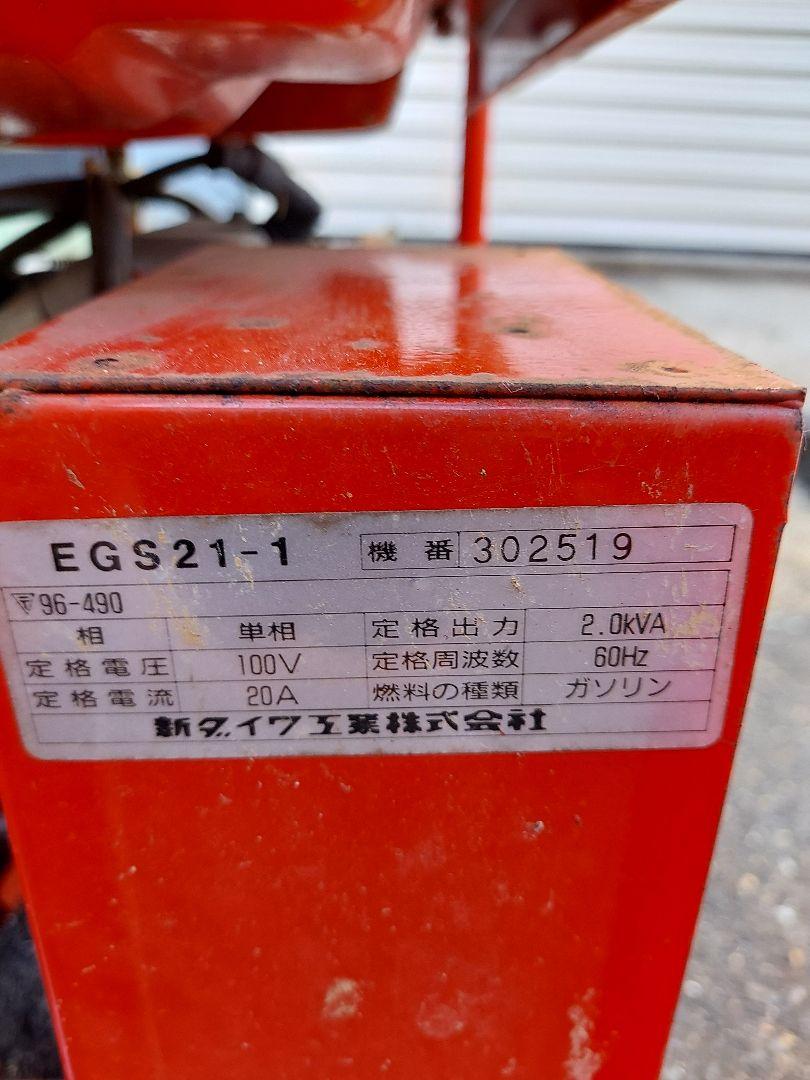 EGS21-1 機番 302519
96-490
相 単相 定格出力 2.0kVA
定格電圧 100V 定格周波数 60Hz
定格電流 20A 燃料の種類 ガソリン
新ダイワ工業株式会社